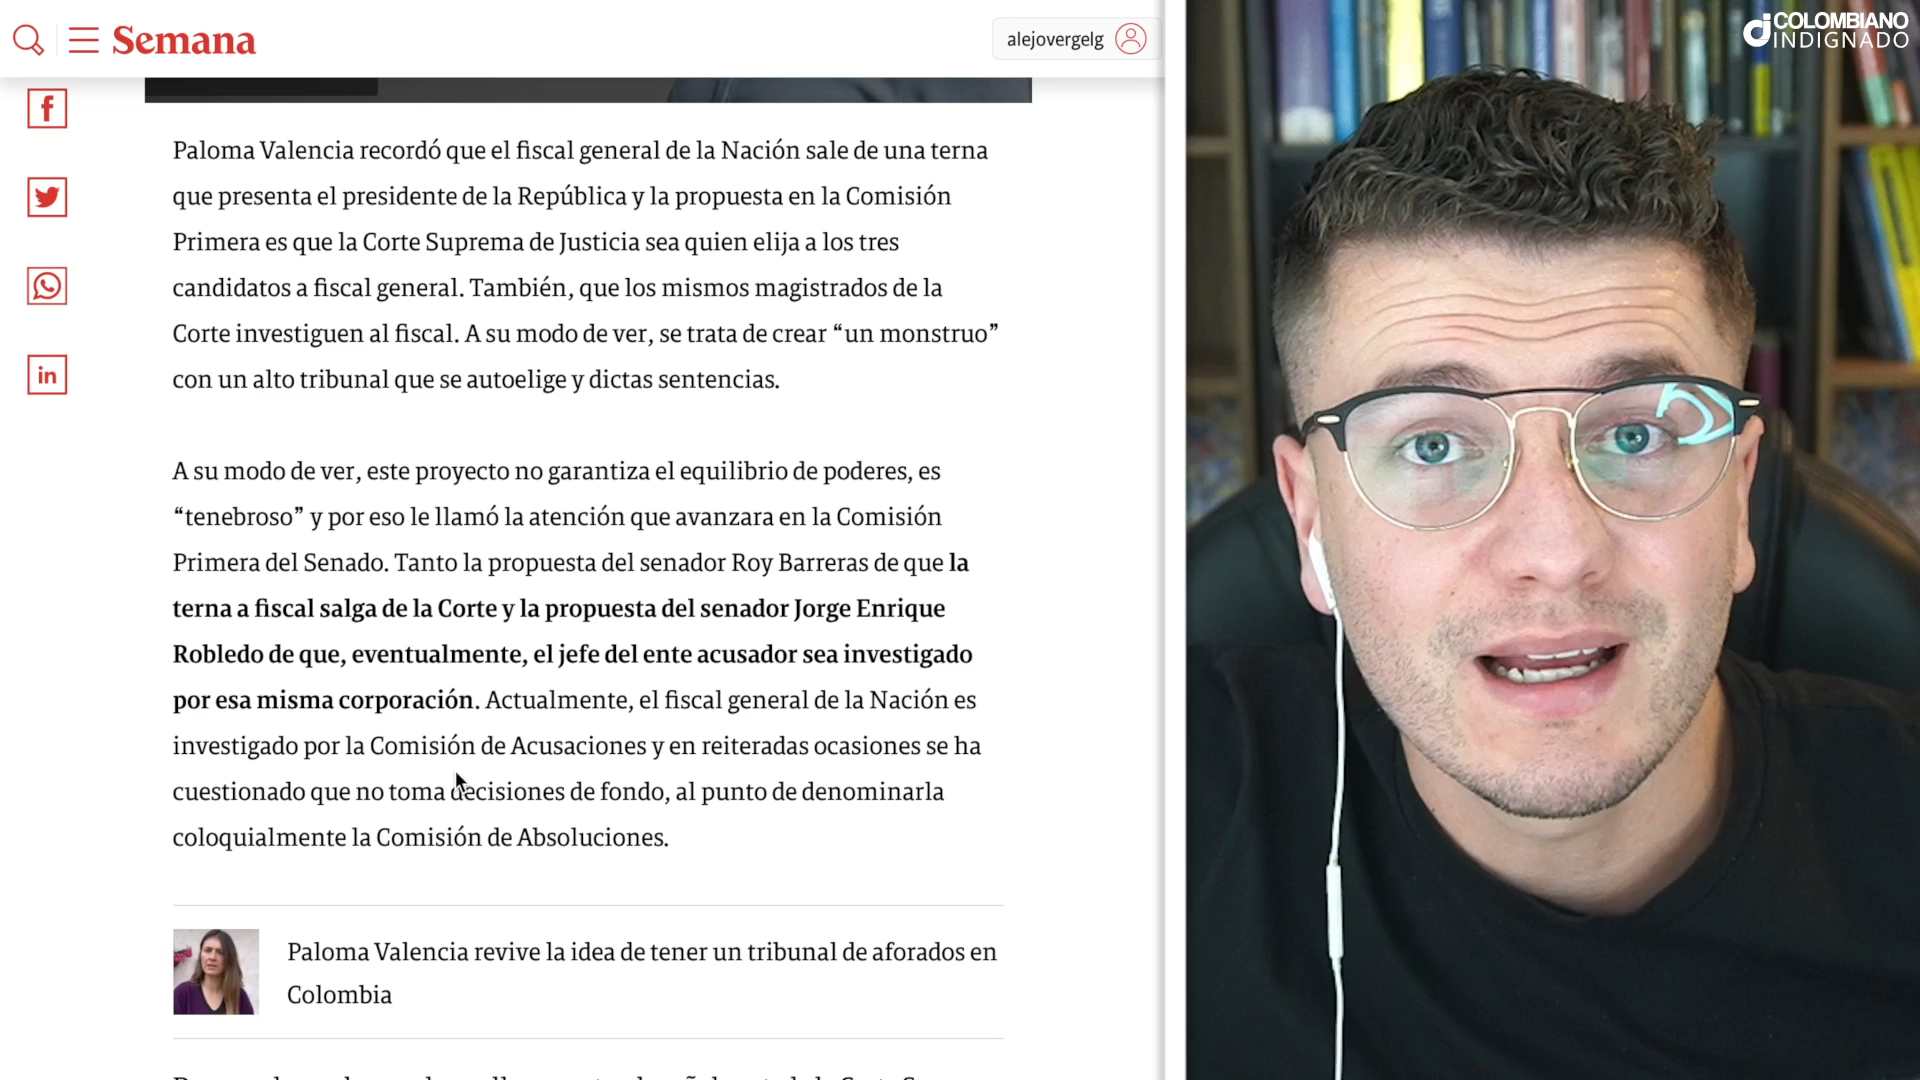 Semana
alejovergelg
COLOMBIANO
INDIGNADO
f
in
Paloma Valencia recordó que el fiscal general de la Nación sale de una terna
que presenta el presidente de la República y la propuesta en la Comisión
Primera es que la Corte Suprema de Justicia sea quien elija a los tres
candidatos a fiscal general. También, que los mismos magistrados de la
Corte investiguen al fiscal. A su modo de ver, se trata de crear “un monstruo”
con un alto tribunal que se autoelige y dictas sentencias.
A su modo de ver, este proyecto no garantiza el equilibrio de poderes, es
“tenebroso” y por eso le llamó la atención que avanzara en la Comisión
Primera del Senado. Tanto la propuesta del senador Roy Barreras de que la
terna a fiscal salga de la Corte y la propuesta del senador Jorge Enrique
Robledo de que, eventualmente, el jefe del ente acusador sea investigado
por esa misma corporación. Actualmente, el fiscal general de la Nación es
investigado por la Comisión de Acusaciones y en reiteradas ocasiones se ha
cuestionado que no toma decisiones de fondo, al punto de denominarla
coloquialmente la Comisión de Absoluciones.
Paloma Valencia revive la idea de tener un tribunal de aforados en
Colombia